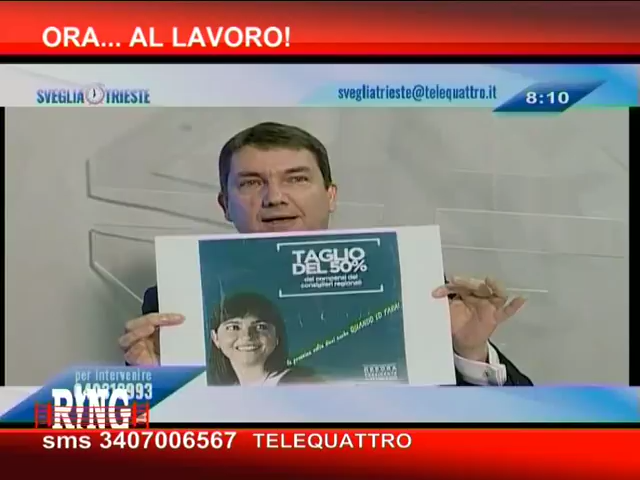 ORA... AL LAVORO!
SVEGLIA TRIESTE
svegliatrieste@telequattro.it
8:10
TAGLIO
DEL 50%
dei compensi dei
consiglieri regionali
QUANDO LO FARAI
DEBORA
per intervenire
RING
sms 3407006567 TELEQUATTRO